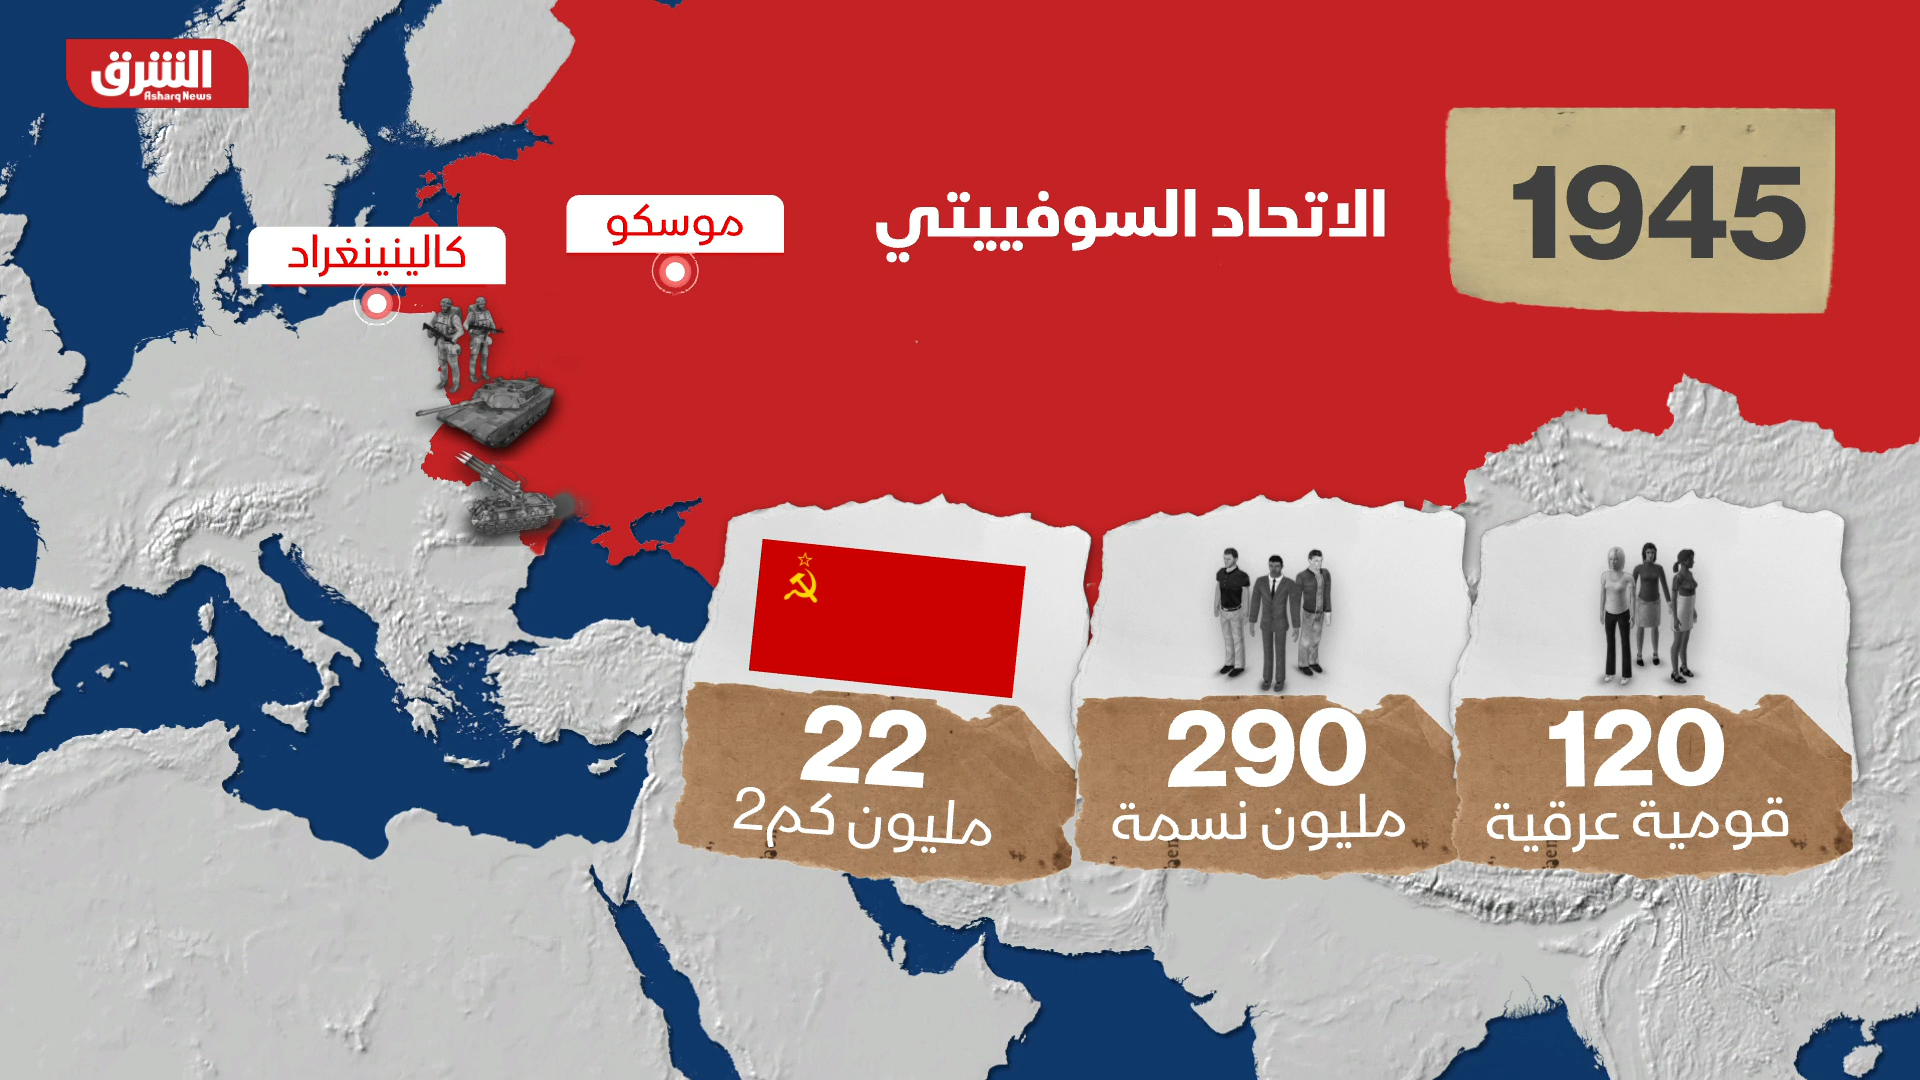 الشرق
Asharq News
1945
الاتحاد السوفييتي
موسكو
كالينينغراد
120
قومية عرقية
290
مليون نسمة
22
مليون كم2